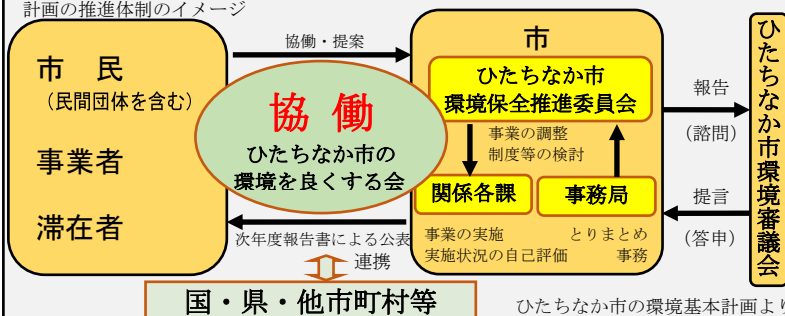 計画の推進体制のイメージ
市　民
（民間団体を含む）
事業者
滞在者
協働・提案
協　働
ひたちなか市の
環境を良くする会
次年度報告書による公表
連携
国・県・他市町村等
市
ひたちなか市
環境保全推進委員会
事業の調整
制度等の検討
関係各課
事務局
事業の実施
実施状況の自己評価
とりまとめ
事務
報告
（諮問）
提言
（答申）
ひたちなか市環境審議会
ひたちなか市の環境基本計画より